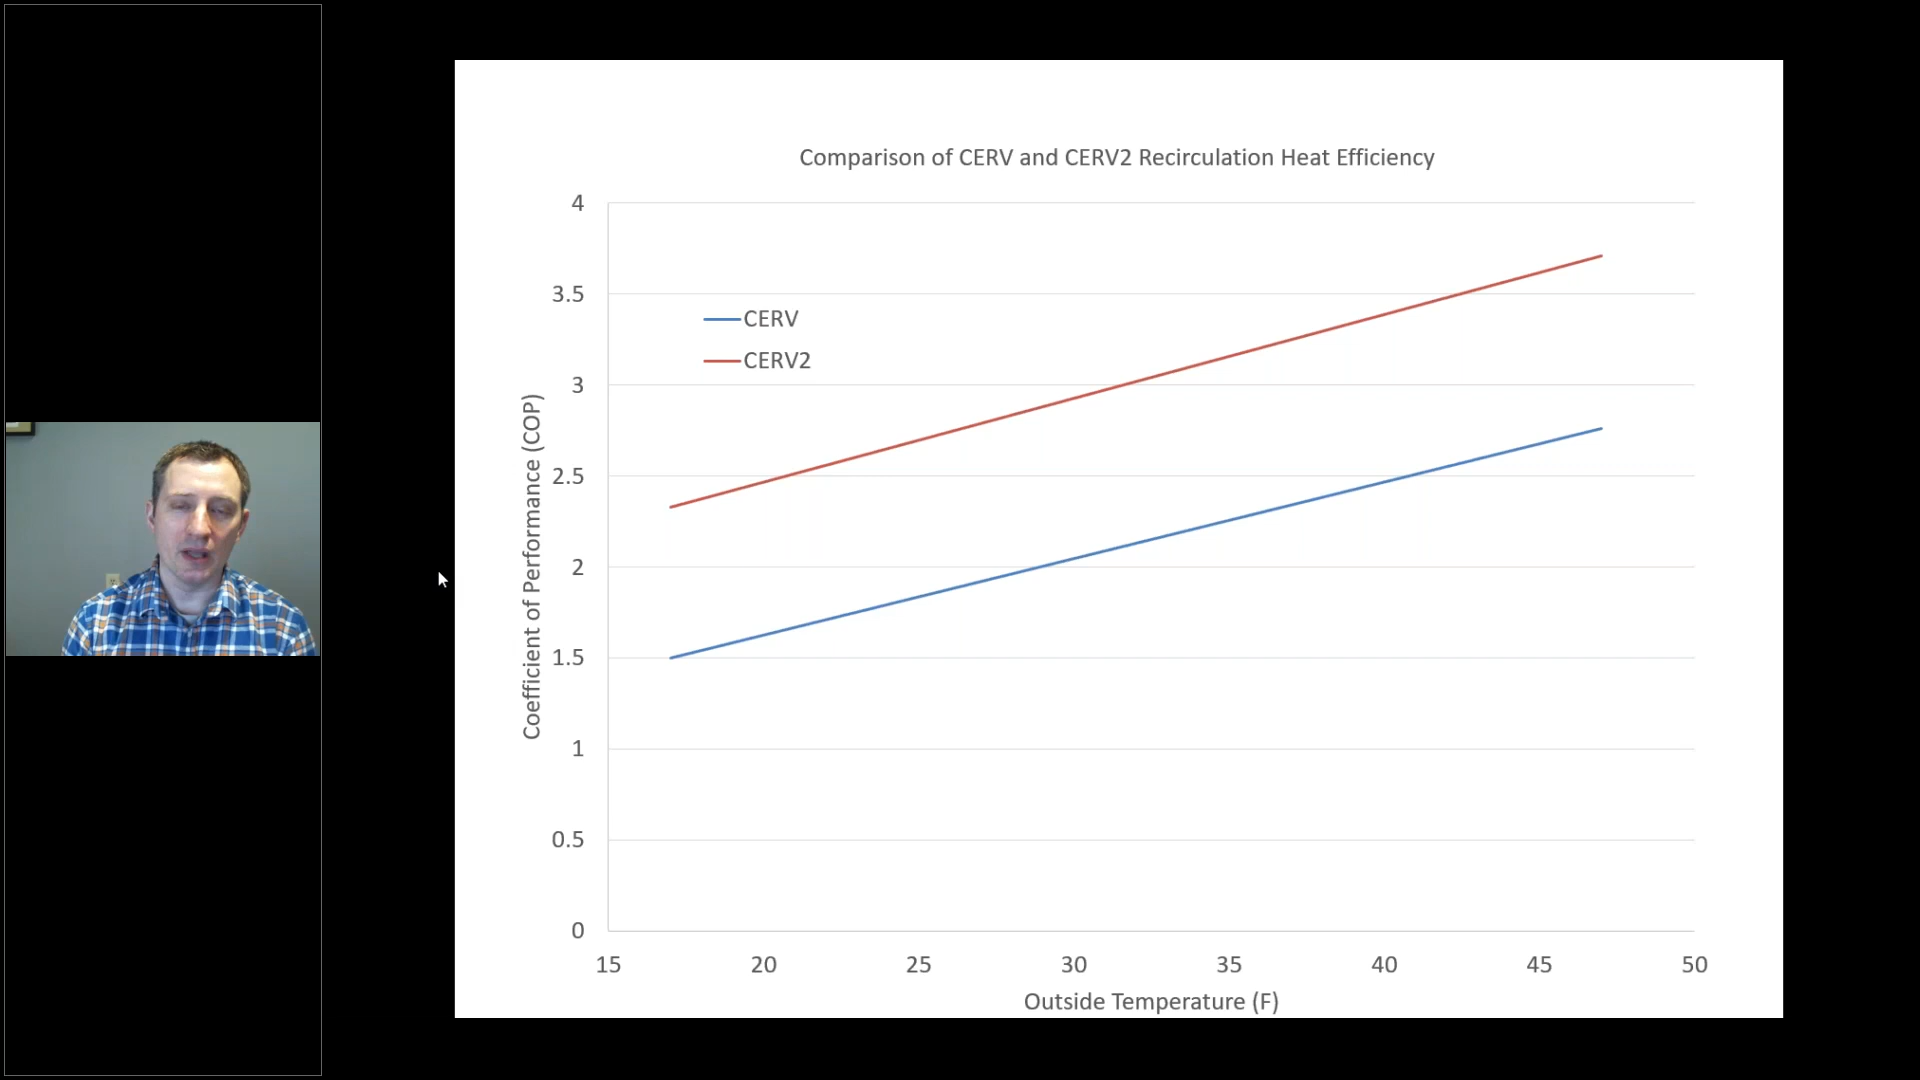 Comparison of CERV and CERV2 Recirculation Heat Efficiency
4
3.5
3
2.5
2
1.5
1
0.5
0
CERV
CERV2
Coefficient of Performance (COP)
15 20 25 30 35 40 45 50
Outside Temperature (F)